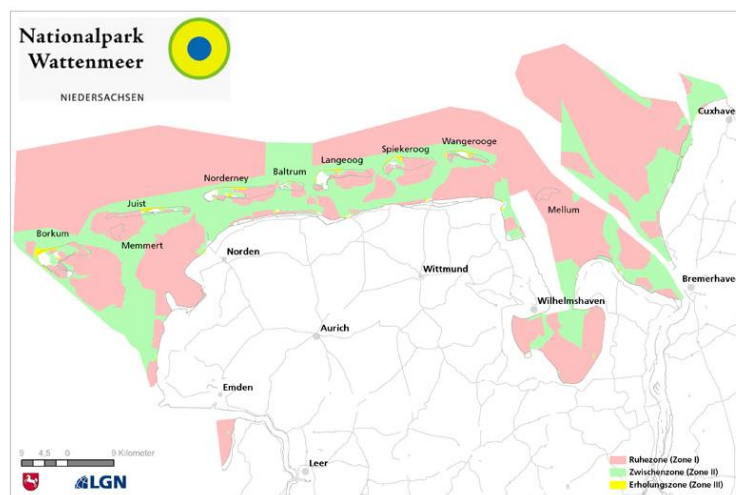 Nationalpark
Wattenmeer
NIEDERSACHSEN
Cuxhaven
Wangerooge
Spiekeroog
Langeoog
Baltrum
Norderney
Juist
Mellum
Borkum
Memmert
Norden
Wittmund
Bremerhave
Wilhelmshaven
Aurich
Emden
9 4,5 0 9 Kilometer
Leer
LGN
Ruhezone (Zone I)
Zwischenzone (Zone II)
Erholungszone (Zone III)